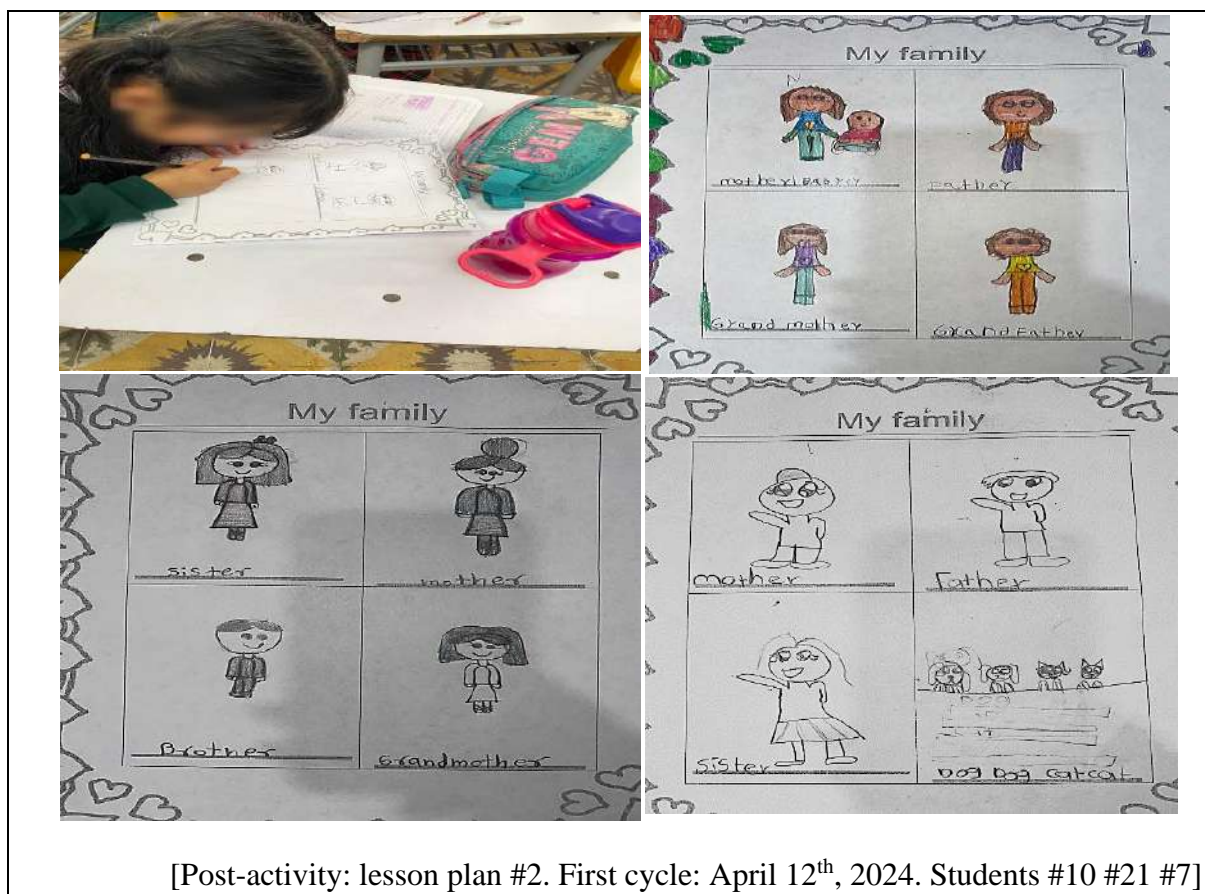 My family
father
Grand mother
Grand Father
My family
sister
mother
Brother
Grandmother
My family
mother
father
sister
Dog Dog cat cat
[Post-activity: lesson plan #2. First cycle: April 12th, 2024. Students #10 #21 #7]